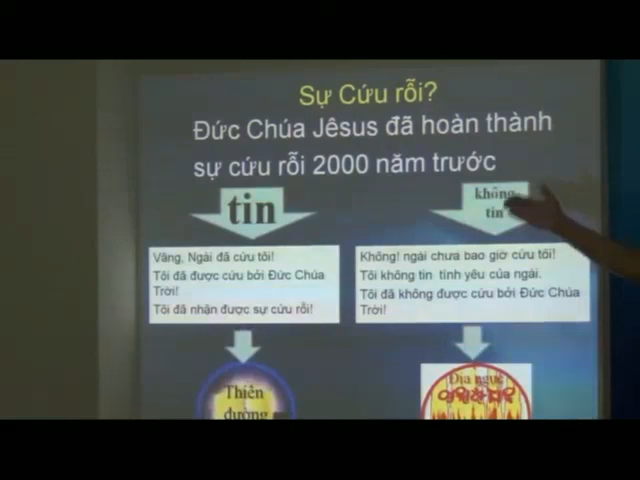 Sự Cứu rỗi?
Đức Chúa Jêsus đã hoàn thành
sự cứu rỗi 2000 năm trước
tin
không
tin
Vâng, Ngài đã cứu tôi!
Tôi đã được cứu bởi Đức Chúa
Trời!
Tôi đã nhận được sự cứu rỗi!
Không! ngài chưa bao giờ cứu tôi!
Tôi không tin tình yêu của ngài.
Tôi đã không được cứu bởi Đức Chúa
Trời!
Thiên
đường
Địa ngục